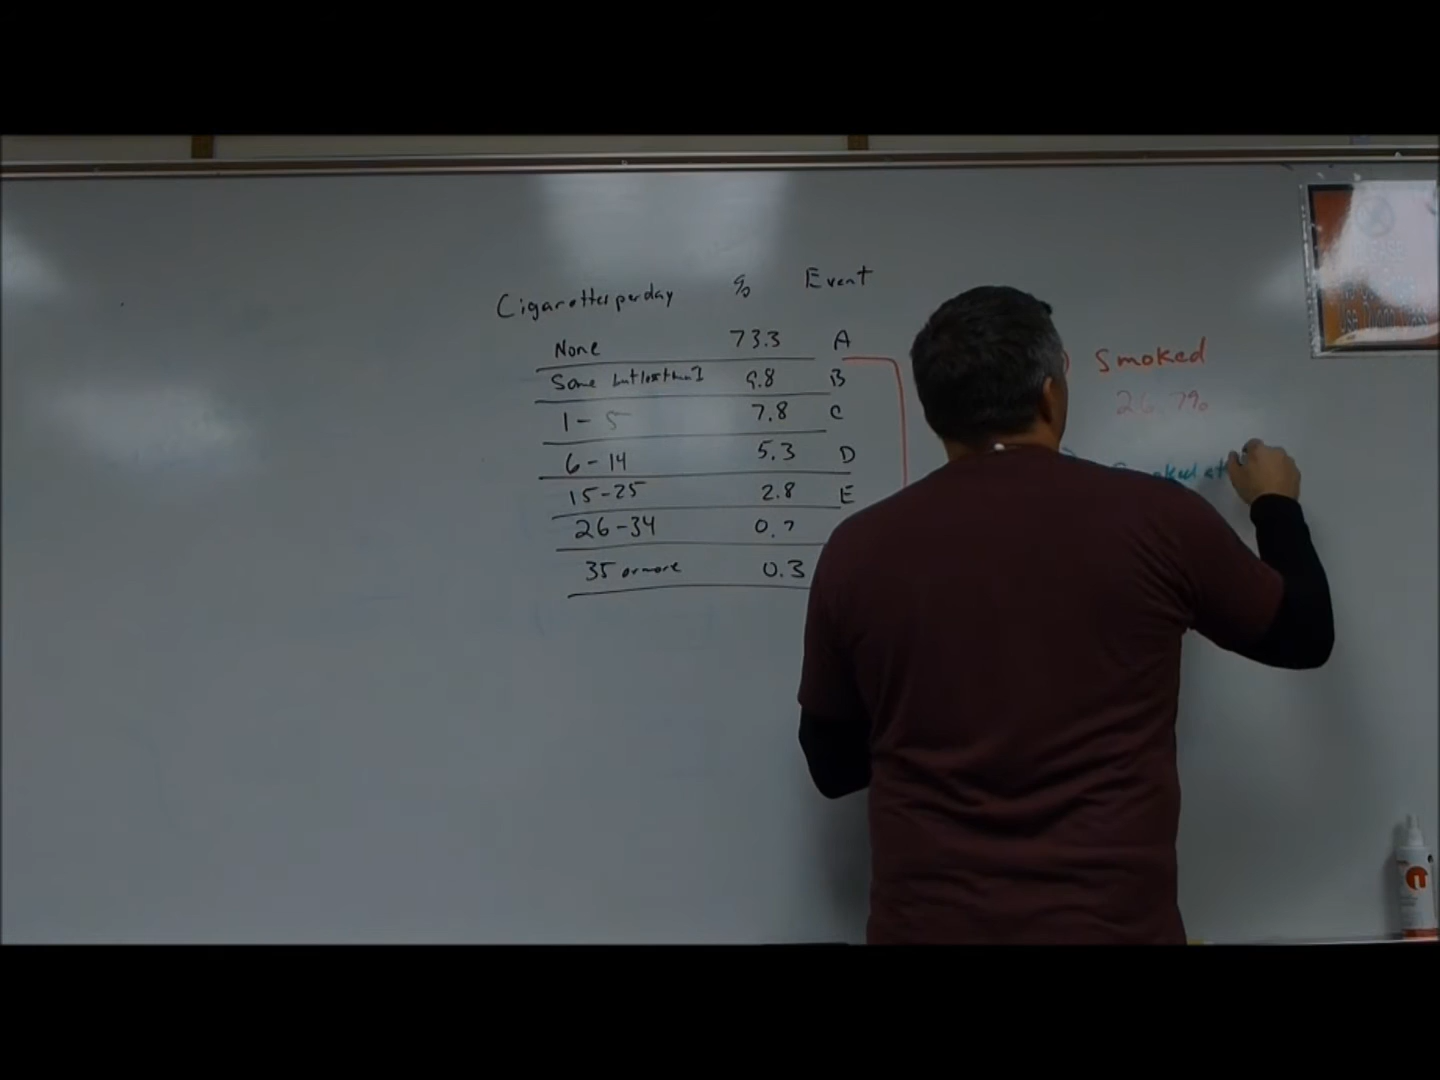 Cigarettes per day % Event
None 73.3 A
Some but less than 1 9.8 B
1-5 7.8 C
6-14 5.3 D
15-25 2.8 E
26-34 0.7
35 or more 0.3
Smoked
26.7%
Smoked at